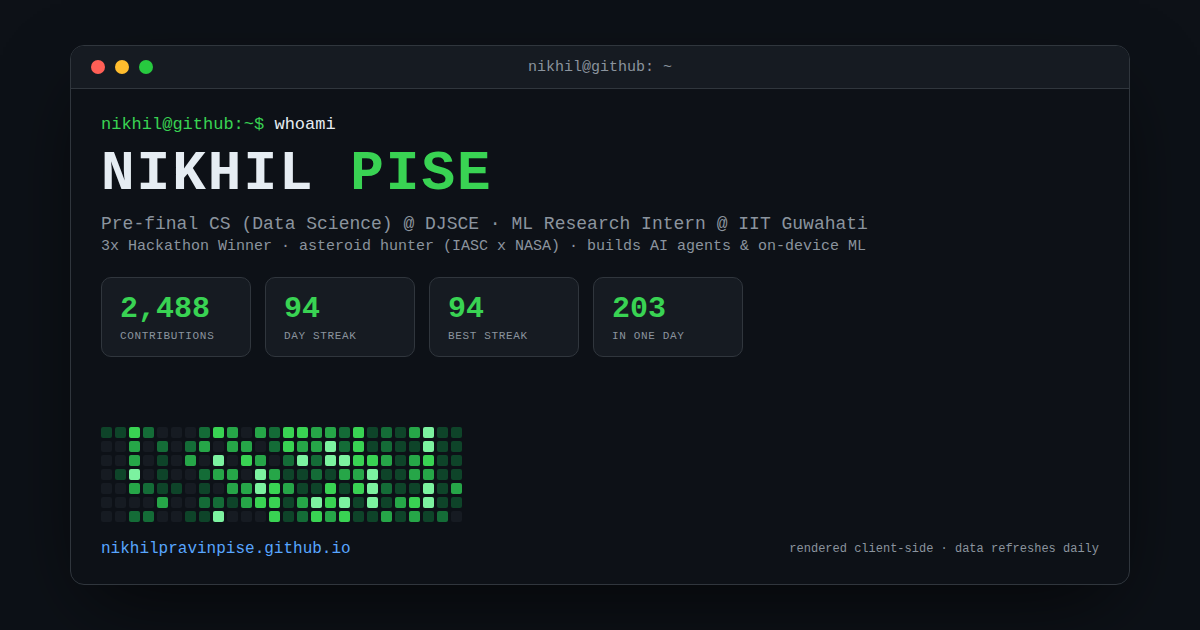 nikhil@github: ~
nikhil@github:~$ whoami
NIKHIL PISE
Pre-final CS (Data Science) @ DJSCE · ML Research Intern @ IIT Guwahati
3x Hackathon Winner · asteroid hunter (IASC x NASA) · builds AI agents & on-device ML
2,488
CONTRIBUTIONS
94
DAY STREAK
94
BEST STREAK
203
IN ONE DAY
nikhilpravinpise.github.io
rendered client-side · data refreshes daily